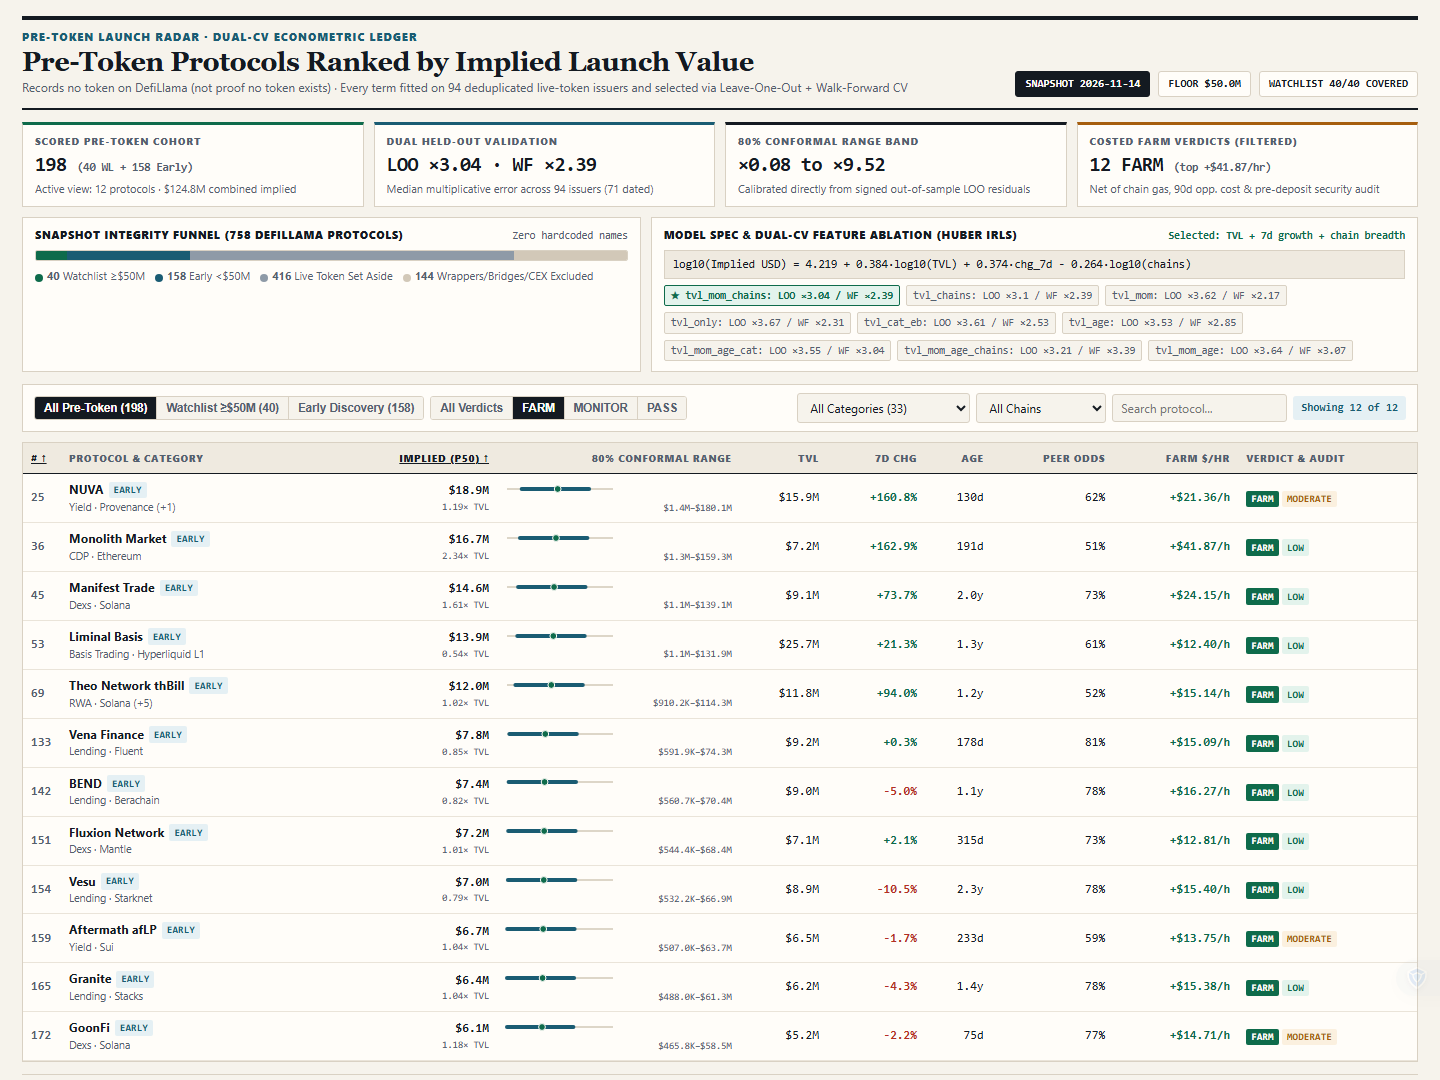 PRE-TOKEN LAUNCH RADAR · DUAL-CV ECONOMETRIC LEDGER
Pre-Token Protocols Ranked by Implied Launch Value
Records no token on DefiLlama (not proof no token exists) · Every term fitted on 94 deduplicated live-token issuers and selected via Leave-One-Out + Walk-Forward CV
SNAPSHOT 2026-11-14 FLOOR $50.0M WATCHLIST 40/40 COVERED
SCORED PRE-TOKEN COHORT
198 (40 WL + 158 Early)
Active view: 12 protocols · $124.8M combined implied
DUAL HELD-OUT VALIDATION
LOO ×3.04 · WF ×2.39
Median multiplicative error across 94 issuers (71 dated)
80% CONFORMAL RANGE BAND
×0.08 to ×9.52
Calibrated directly from signed out-of-sample LOO residuals
COSTED FARM VERDICTS (FILTERED)
12 FARM (top +$41.87/hr)
Net of chain gas, 90d opp. cost & pre-deposit security audit
SNAPSHOT INTEGRITY FUNNEL (758 DEFILLAMA PROTOCOLS) Zero hardcoded names
40 Watchlist ≥$50M 158 Early <$50M 416 Live Token Set Aside 144 Wrappers/Bridges/CEX Excluded
MODEL SPEC & DUAL-CV FEATURE ABLATION (HUBER IRLS) Selected: TVL + 7d growth + chain breadth
log10(Implied USD) = 4.219 + 0.384·log10(TVL) + 0.374·chg_7d - 0.264·log10(chains)
★ tvl_mom_chains: LOO ×3.04 / WF ×2.39 tvl_chains: LOO ×3.1 / WF ×2.39 tvl_mom: LOO ×3.62 / WF ×2.17
tvl_only: LOO ×3.67 / WF ×2.31 tvl_cat_eb: LOO ×3.61 / WF ×2.53 tvl_age: LOO ×3.53 / WF ×2.85
tvl_mom_age_cat: LOO ×3.55 / WF ×3.04 tvl_mom_age_chains: LOO ×3.21 / WF ×3.39 tvl_mom_age: LOO ×3.64 / WF ×3.07
All Pre-Token (198) Watchlist ≥$50M (40) Early Discovery (158) All Verdicts FARM MONITOR PASS All Categories (33) All Chains Search protocol... Showing 12 of 12
# ↑ PROTOCOL & CATEGORY IMPLIED (P50) ↑ 80% CONFORMAL RANGE TVL 7D CHG AGE PEER ODDS FARM $/HR VERDICT & AUDIT
25 NUVA EARLY $18.9M $15.9M +160.8% 130d 62% +$21.36/h FARM MODERATE
Yield · Provenance (+1) 1.19× TVL $1.4M–$180.1M
36 Monolith Market EARLY $16.7M $7.2M +162.9% 191d 51% +$41.87/h FARM LOW
CDP · Ethereum 2.34× TVL $1.3M–$159.3M
45 Manifest Trade EARLY $14.6M $9.1M +73.7% 2.0y 73% +$24.15/h FARM LOW
Dexs · Solana 1.61× TVL $1.1M–$139.1M
53 Liminal Basis EARLY $13.9M $25.7M +21.3% 1.3y 61% +$12.40/h FARM LOW
Basis Trading · Hyperliquid L1 0.54× TVL $1.1M–$131.9M
69 Theo Network thBill EARLY $12.0M $11.8M +94.0% 1.2y 52% +$15.14/h FARM LOW
RWA · Solana (+5) 1.02× TVL $910.2K–$114.3M
133 Vena Finance EARLY $7.8M $9.2M +0.3% 178d 81% +$15.09/h FARM LOW
Lending · Fluent 0.85× TVL $591.9K–$74.3M
142 BEND EARLY $7.4M $9.0M -5.0% 1.1y 78% +$16.27/h FARM LOW
Lending · Berachain 0.82× TVL $560.7K–$70.4M
151 Fluxion Network EARLY $7.2M $7.1M +2.1% 315d 73% +$12.81/h FARM LOW
Dexs · Mantle 1.01× TVL $544.4K–$68.4M
154 Vesu EARLY $7.0M $8.9M -10.5% 2.3y 78% +$15.40/h FARM LOW
Lending · Starknet 0.79× TVL $532.2K–$66.9M
159 Aftermath afLP EARLY $6.7M $6.5M -1.7% 233d 59% +$13.75/h FARM MODERATE
Yield · Sui 1.04× TVL $507.0K–$63.7M
165 Granite EARLY $6.4M $6.2M -4.3% 1.4y 78% +$15.38/h FARM LOW
Lending · Stacks 1.04× TVL $488.0K–$61.3M
172 GoonFi EARLY $6.1M $5.2M -2.2% 75d 77% +$14.71/h FARM MODERATE
Dexs · Solana 1.18× TVL $465.8K–$58.5M